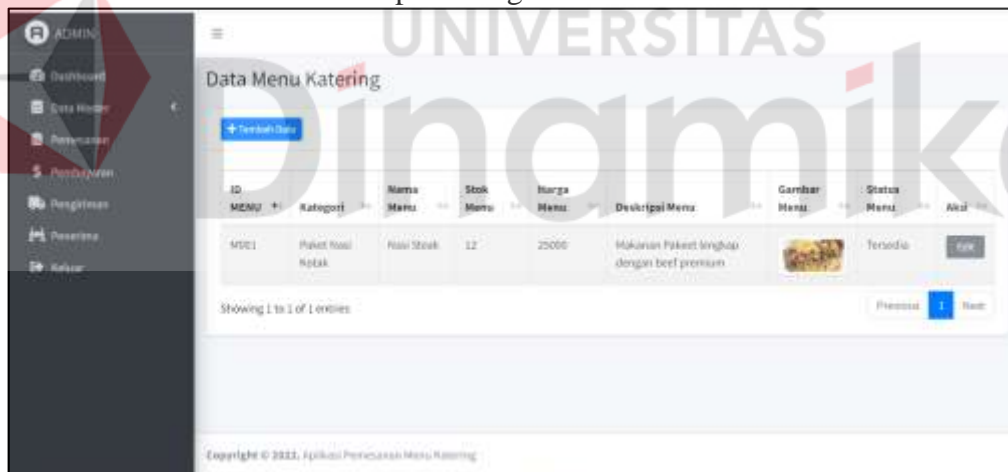 UNIVERSITAS
Dinamika
ADMIN
Dashboard
Data Master
Pemesanan
Pembayaran
Pengiriman
Penerima
Keluar
Data Menu Katering
+ Tambah Data
ID MENU Kategori Nama Menu Stok Menu Harga Menu Deskripsi Menu Gambar Menu Status Menu Aksi
M001 Paket Nasi Kotak Nasi Steak 12 25000 Makanan Pakeet lengkap dengan beef premium Tersedia Edit
Showing 1 to 1 of 1 entries
Previous 1 Next
Copyright © 2022. Aplikasi Pemesanan Menu Katering